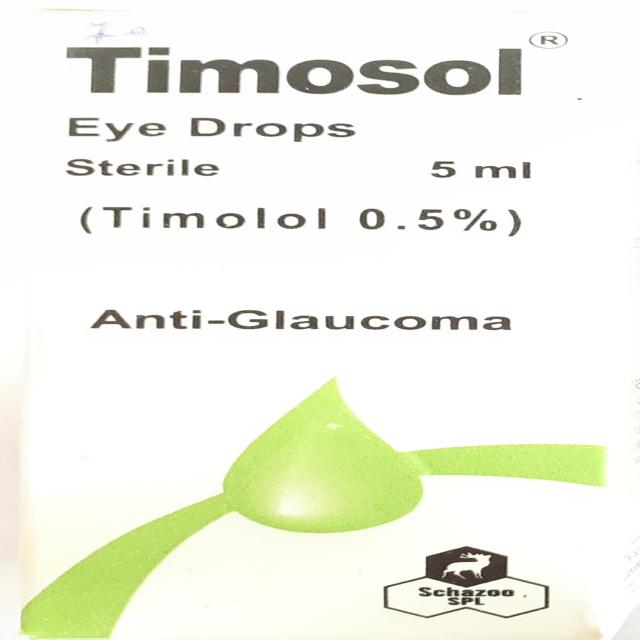 Timosol®
Eye Drops
Sterile 5 ml
(Timolol 0.5%)
Anti-Glaucoma
Schazoo
SPL